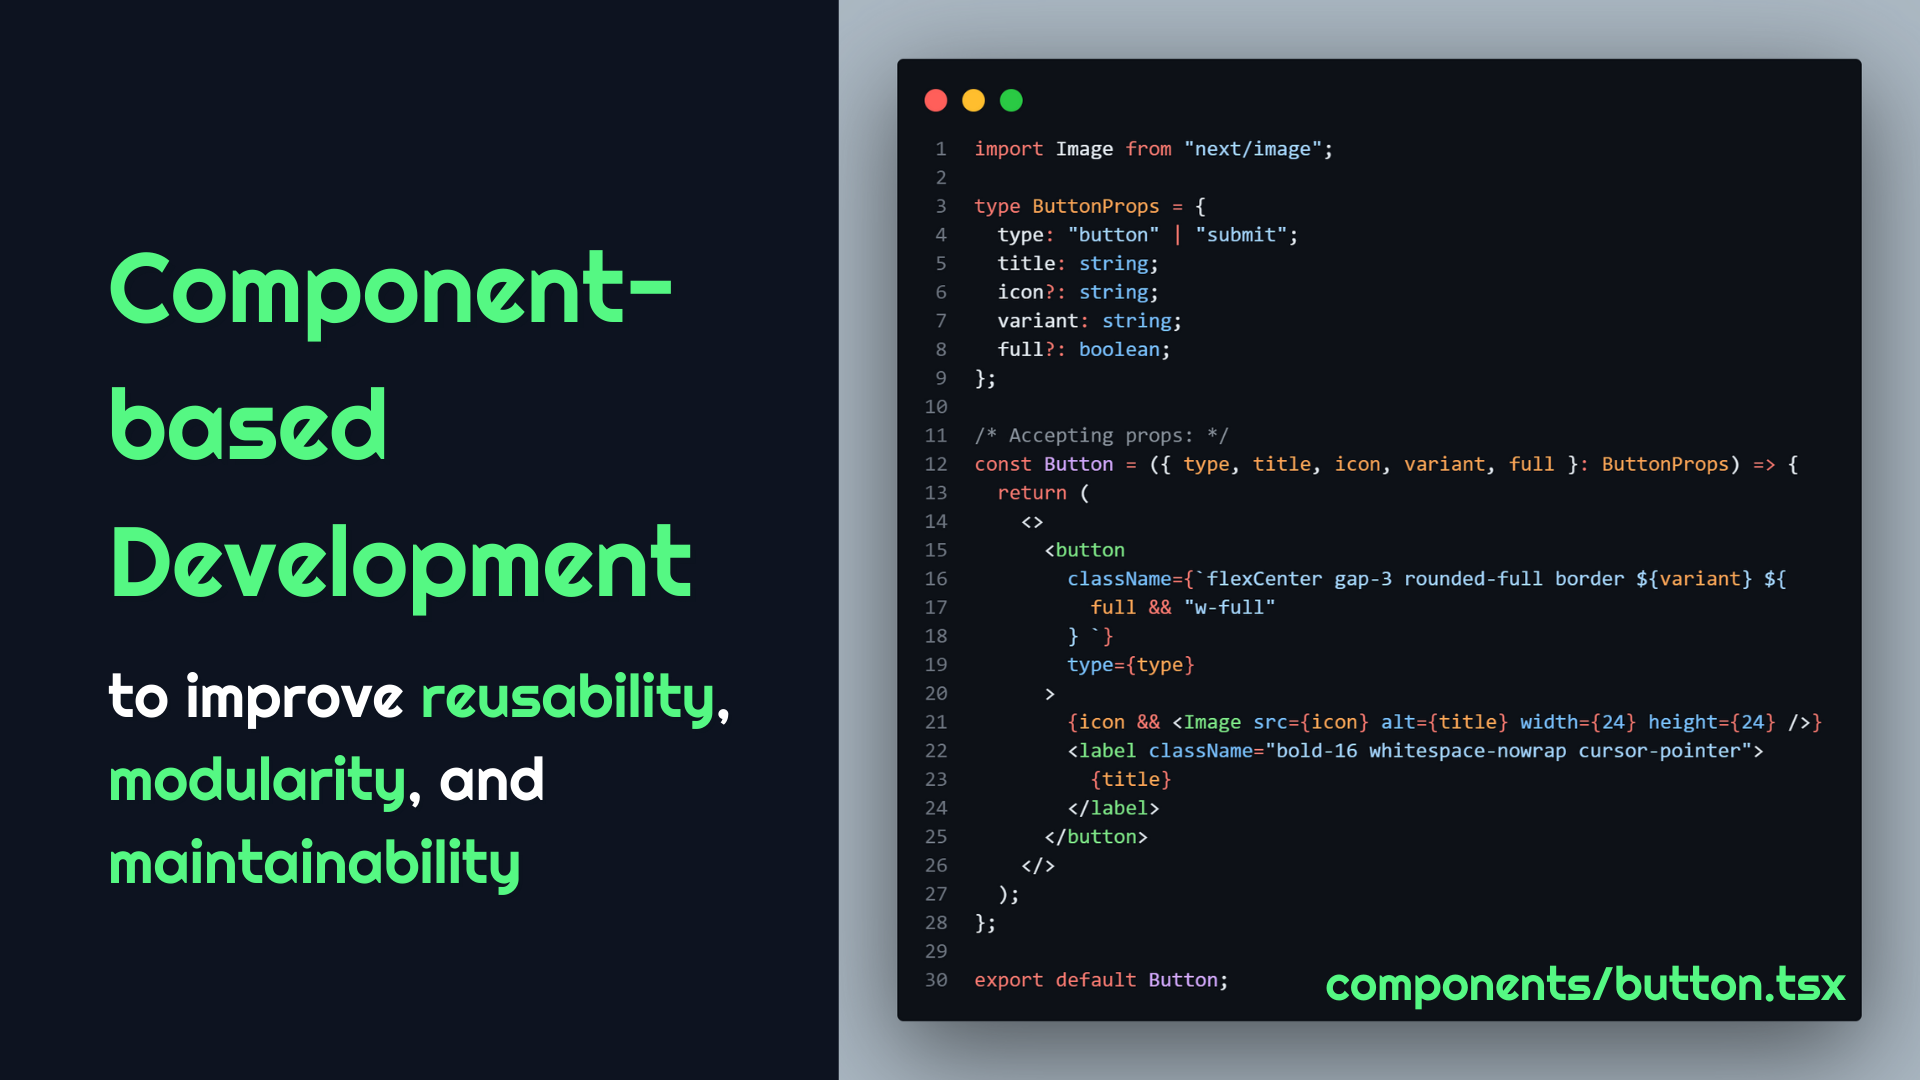 Component-
based
Development
to improve reusability,
modularity, and
maintainability
1 import Image from "next/image";
2
3 type ButtonProps = {
4   type: "button" | "submit";
5   title: string;
6   icon?: string;
7   variant: string;
8   full?: boolean;
9 };
10
11 /* Accepting props: */
12 const Button = ({ type, title, icon, variant, full }: ButtonProps) => {
13   return (
14     <>
15       <button
16         className={`flexCenter gap-3 rounded-full border ${variant} ${
17           full && "w-full"
18         } `}
19         type={type}
20       >
21         {icon && <Image src={icon} alt={title} width={24} height={24} />}
22         <label className="bold-16 whitespace-nowrap cursor-pointer">
23           {title}
24         </label>
25       </button>
26     </>
27   );
28 };
29
30 export default Button;
components/button.tsx